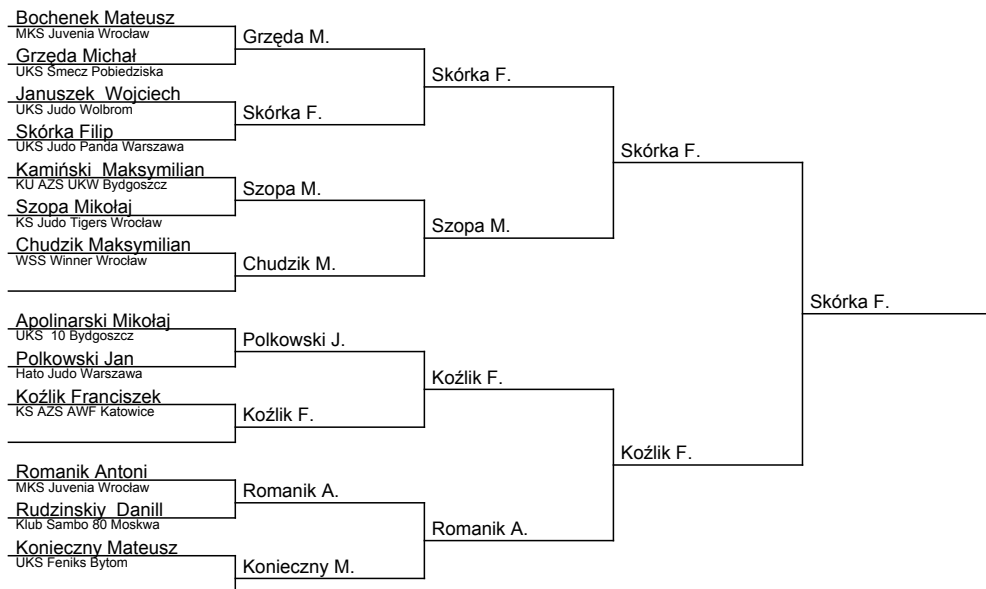 Bochenek Mateusz
MKS Juvenia Wrocław
Grzęda Michał
UKS Śmecz Pobiedziska
Januszek  Wojciech
UKS Judo Wolbrom
Skórka Filip
UKS Judo Panda Warszawa
Kamiński  Maksymilian
KU AZS UKW Bydgoszcz
Szopa Mikołaj
KS Judo Tigers Wrocław
Chudzik Maksymilian
WSS Winner Wrocław
Apolinarski Mikołaj
UKS  10 Bydgoszcz
Polkowski Jan
Hato Judo Warszawa
Koźlik Franciszek
KS AZS AWF Katowice
Romanik Antoni
MKS Juvenia Wrocław
Rudzinskiy  Danill
Klub Sambo 80 Moskwa
Konieczny Mateusz
UKS Feniks Bytom
Grzęda M.
Skórka F.
Szopa M.
Chudzik M.
Polkowski J.
Koźlik F.
Romanik A.
Konieczny M.
Skórka F.
Szopa M.
Koźlik F.
Romanik A.
Skórka F.
Koźlik F.
Skórka F.